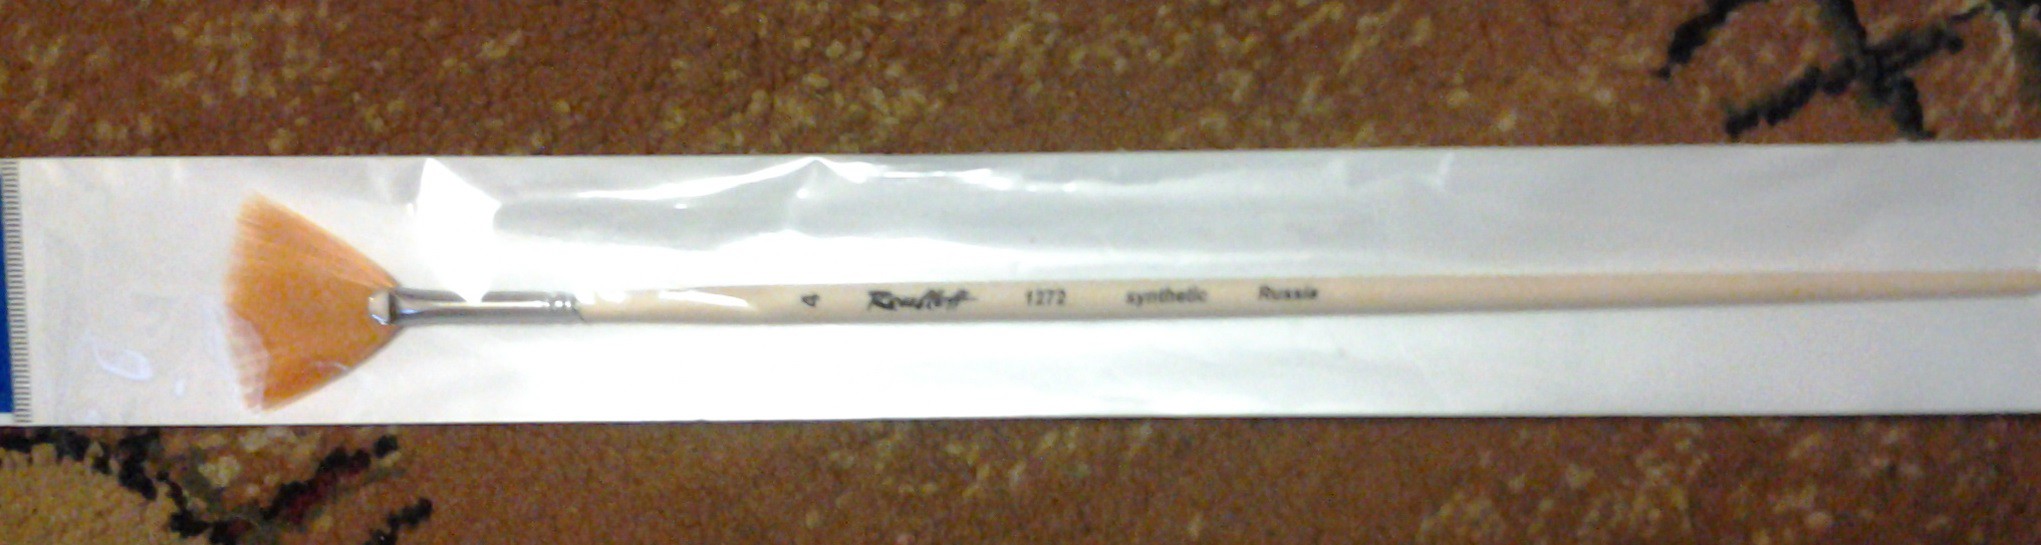 4 Roubloff 1272 synthetic Russia